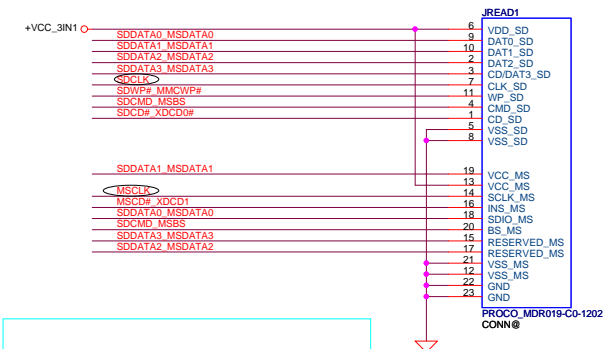 JREAD1
+VCC_3IN1 6 VDD_SD
SDDATA0_MSDATA0 9 DAT0_SD
SDDATA1_MSDATA1 10 DAT1_SD
SDDATA2_MSDATA2 2 DAT2_SD
SDDATA3_MSDATA3 3 CD/DAT3_SD
SDCLK 7 CLK_SD
SDWP#_MMCWP# 11 WP_SD
SDCMD_MSBS 4 CMD_SD
SDCD#_XDCD0# 1 CD_SD
5 VSS_SD
8 VSS_SD
SDDATA1_MSDATA1 19 VCC_MS
13 VCC_MS
MSCLK 14 SCLK_MS
MSCD#_XDCD1 16 INS_MS
SDDATA0_MSDATA0 18 SDIO_MS
SDCMD_MSBS 20 BS_MS
SDDATA3_MSDATA3 15 RESERVED_MS
SDDATA2_MSDATA2 17 RESERVED_MS
21 VSS_MS
12 VSS_MS
22 GND
23 GND
PROCO_MDR019-C0-1202
CONN@